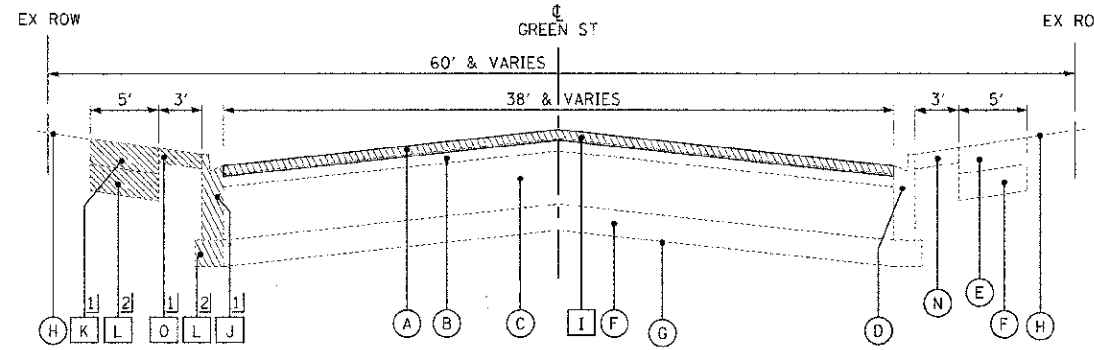 EX ROW
℄
GREEN ST
EX RO
60' & VARIES
5'
3'
38' & VARIES
3'
5'
1 2 1 2 1
H K L O L J A B C I F G D N E F H